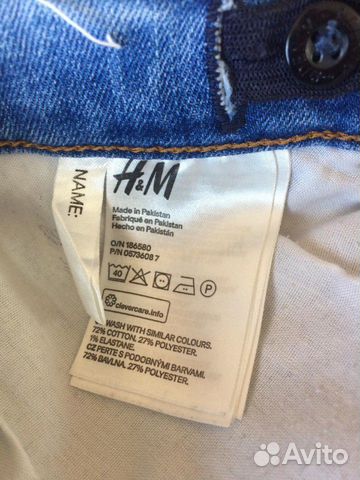 NAME:
H&M
Made in Pakistan
Fabriqué en Pakistan
Hecho en Pakistán
O/N 186580
P/N 0573608 7
40 P
clevercare.info
WASH WITH SIMILAR COLOURS.
72% COTTON. 27% POLYESTER.
1% ELASTANE.
CZ PERTE S PODOBNÝMI BARVAMI.
72% BAVLNA. 27% POLYESTER.
Avito